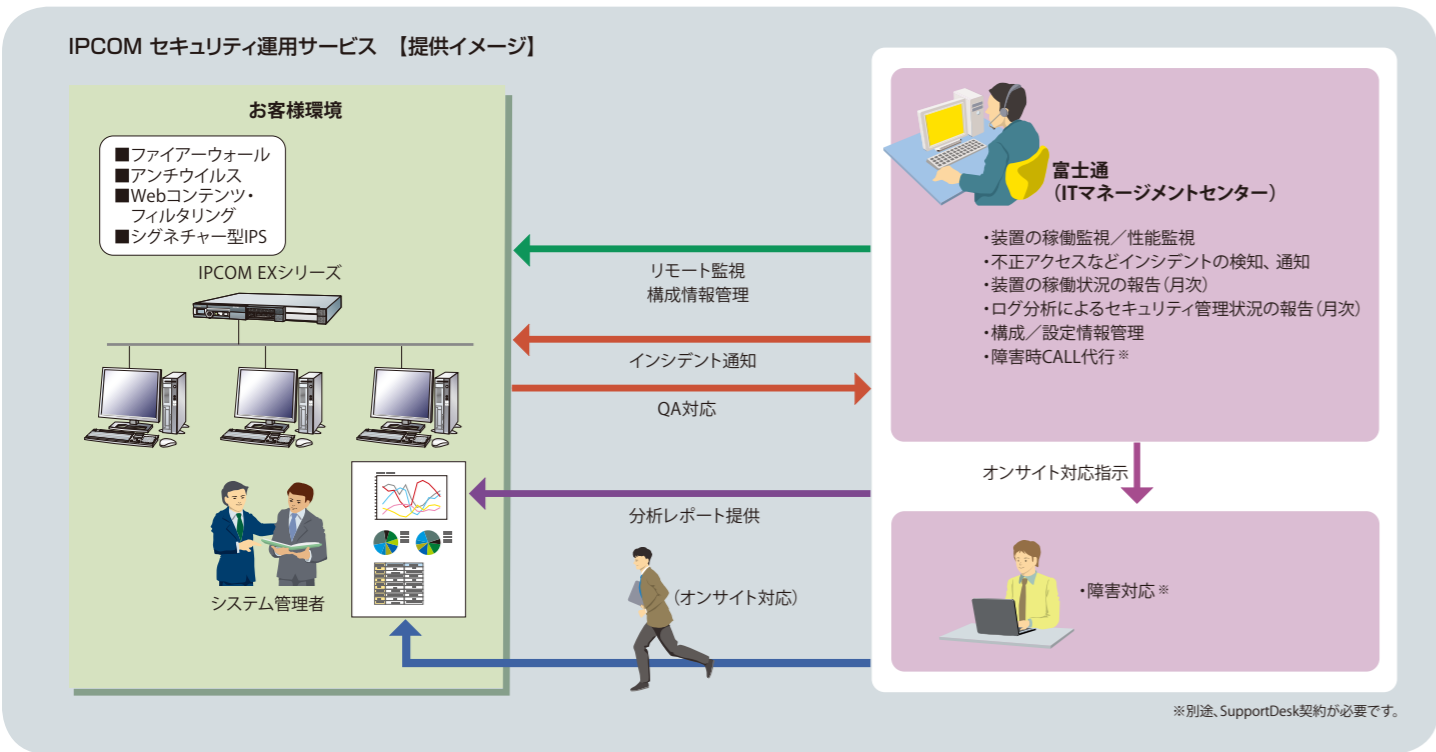 IPCOM セキュリティ運用サービス 【提供イメージ】
お客様環境
■ファイアーウォール
■アンチウイルス
■Webコンテンツ・
フィルタリング
■シグネチャー型IPS
IPCOM EXシリーズ
システム管理者
リモート監視
構成情報管理
インシデント通知
QA対応
分析レポート提供
(オンサイト対応)
富士通
(ITマネージメントセンター)
・装置の稼働監視/性能監視
・不正アクセスなどインシデントの検知、通知
・装置の稼働状況の報告(月次)
・ログ分析によるセキュリティ管理状況の報告(月次)
・構成/設定情報管理
・障害時CALL代行※
オンサイト対応指示
・障害対応※
※別途、SupportDesk契約が必要です。